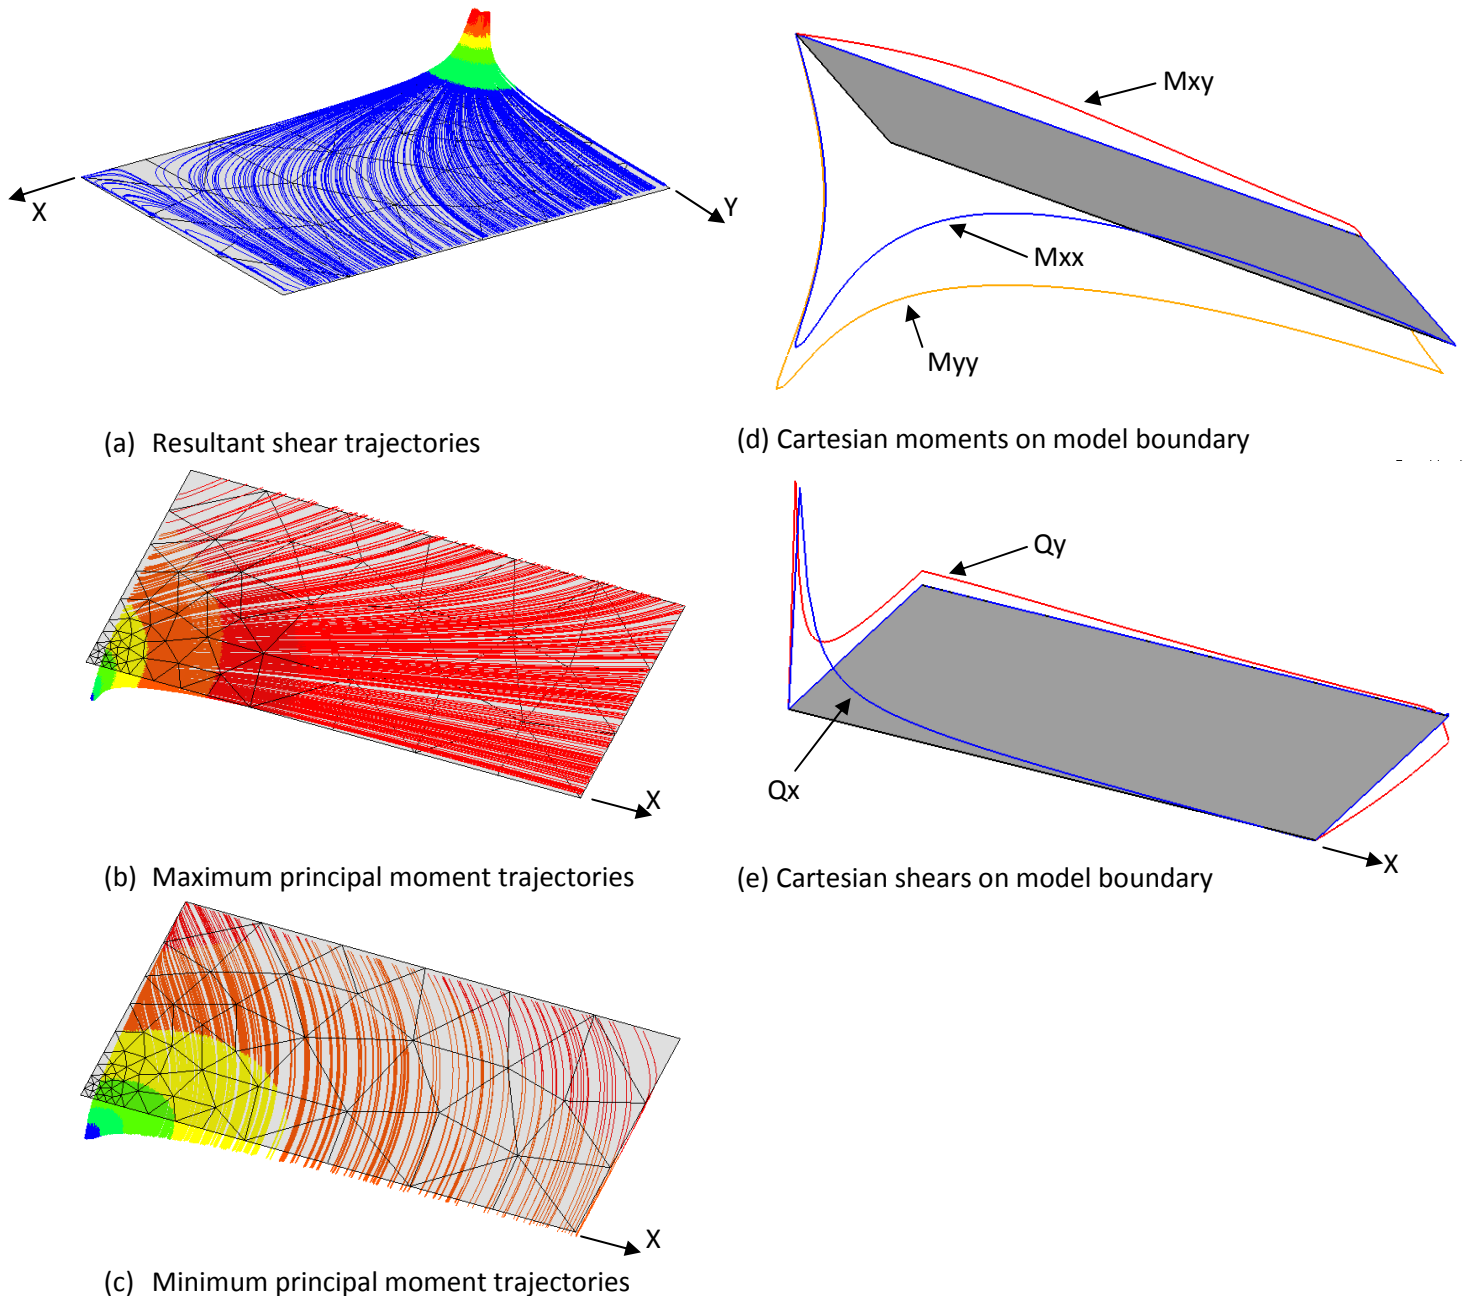 X
Y
(a) Resultant shear trajectories
Mxy
Mxx
Myy
(d) Cartesian moments on model boundary
X
(b) Maximum principal moment trajectories
Qy
Qx
X
(e) Cartesian shears on model boundary
X
(c) Minimum principal moment trajectories